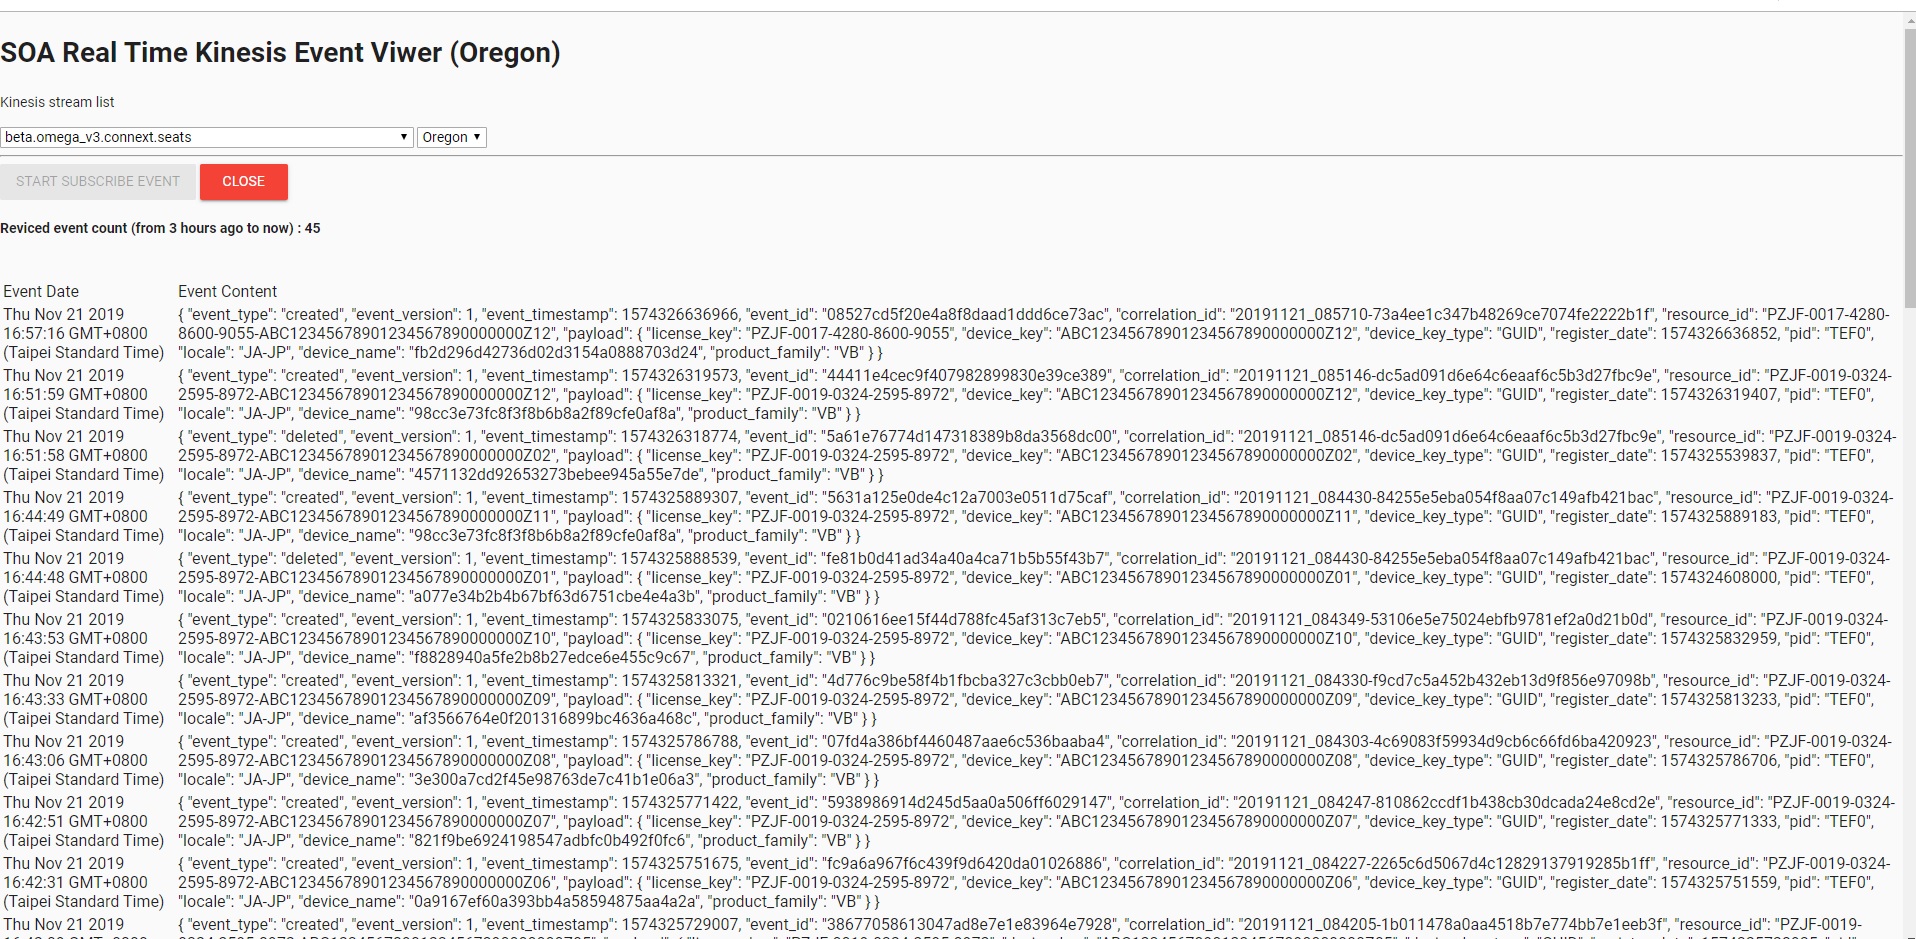 SOA Real Time Kinesis Event Viwer (Oregon)
Kinesis stream list
beta.omega_v3.connext.seats Oregon
START SUBSCRIBE EVENT CLOSE
Reviced event count (from 3 hours ago to now) : 45
Event Date Event Content
Thu Nov 21 2019 { "event_type": "created", "event_version": 1, "event_timestamp": 1574326636966, "event_id": "08527cd5f20e4a8f8daad1ddd6ce73ac", "correlation_id": "20191121_085710-73a4ee1c347b48269ce7074fe2222b1f", "resource_id": "PZJF-0017-4280-
16:57:16 GMT+0800 8600-9055-ABC12345678901234567890000000Z12", "payload": { "license_key": "PZJF-0017-4280-8600-9055", "device_key": "ABC12345678901234567890000000Z12", "device_key_type": "GUID", "register_date": 1574326636852, "pid": "TEF0",
(Taipei Standard Time) "locale": "JA-JP", "device_name": "fb2d296d42736d02d3154a0888703d24", "product_family": "VB" } }
Thu Nov 21 2019 { "event_type": "created", "event_version": 1, "event_timestamp": 1574326319573, "event_id": "44411e4cec9f407982899830e39ce389", "correlation_id": "20191121_085146-dc5ad091d6e64c6eaaf6c5b3d27fbc9e", "resource_id": "PZJF-0019-0324-
16:51:59 GMT+0800 2595-8972-ABC12345678901234567890000000Z12", "payload": { "license_key": "PZJF-0019-0324-2595-8972", "device_key": "ABC12345678901234567890000000Z12", "device_key_type": "GUID", "register_date": 1574326319407, "pid": "TEF0",
(Taipei Standard Time) "locale": "JA-JP", "device_name": "98cc3e73fc8f3f8b6b8a2f89cfe0af8a", "product_family": "VB" } }
Thu Nov 21 2019 { "event_type": "deleted", "event_version": 1, "event_timestamp": 1574326318774, "event_id": "5a61e76774d147318389b8da3568dc00", "correlation_id": "20191121_085146-dc5ad091d6e64c6eaaf6c5b3d27fbc9e", "resource_id": "PZJF-0019-0324-
16:51:58 GMT+0800 2595-8972-ABC12345678901234567890000000Z02", "payload": { "license_key": "PZJF-0019-0324-2595-8972", "device_key": "ABC12345678901234567890000000Z02", "device_key_type": "GUID", "register_date": 1574325539837, "pid": "TEF0",
(Taipei Standard Time) "locale": "JA-JP", "device_name": "4571132dd92653273bebee945a55e7de", "product_family": "VB" } }
Thu Nov 21 2019 { "event_type": "created", "event_version": 1, "event_timestamp": 1574325889307, "event_id": "5631a125e0de4c12a7003e0511d75caf", "correlation_id": "20191121_084430-84255e5eba054f8aa07c149afb421bac", "resource_id": "PZJF-0019-0324-
16:44:49 GMT+0800 2595-8972-ABC12345678901234567890000000Z11", "payload": { "license_key": "PZJF-0019-0324-2595-8972", "device_key": "ABC12345678901234567890000000Z11", "device_key_type": "GUID", "register_date": 1574325889183, "pid": "TEF0",
(Taipei Standard Time) "locale": "JA-JP", "device_name": "98cc3e73fc8f3f8b6b8a2f89cfe0af8a", "product_family": "VB" } }
Thu Nov 21 2019 { "event_type": "deleted", "event_version": 1, "event_timestamp": 1574325888539, "event_id": "fe81b0d41ad34a40a4ca71b5b55f43b7", "correlation_id": "20191121_084430-84255e5eba054f8aa07c149afb421bac", "resource_id": "PZJF-0019-0324-
16:44:48 GMT+0800 2595-8972-ABC12345678901234567890000000Z01", "payload": { "license_key": "PZJF-0019-0324-2595-8972", "device_key": "ABC12345678901234567890000000Z01", "device_key_type": "GUID", "register_date": 1574324608000, "pid": "TEF0",
(Taipei Standard Time) "locale": "JA-JP", "device_name": "a077e34b2b4b67bf63d6751cbe4e4a3b", "product_family": "VB" } }
Thu Nov 21 2019 { "event_type": "created", "event_version": 1, "event_timestamp": 1574325833075, "event_id": "0210616ee15f44d788fc45af313c7eb5", "correlation_id": "20191121_084349-53106e5e75024ebfb9781ef2a0d21b0d", "resource_id": "PZJF-0019-0324-
16:43:53 GMT+0800 2595-8972-ABC12345678901234567890000000Z10", "payload": { "license_key": "PZJF-0019-0324-2595-8972", "device_key": "ABC12345678901234567890000000Z10", "device_key_type": "GUID", "register_date": 1574325832959, "pid": "TEF0",
(Taipei Standard Time) "locale": "JA-JP", "device_name": "f8828940a5fe2b8b27edce6e455c9c67", "product_family": "VB" } }
Thu Nov 21 2019 { "event_type": "created", "event_version": 1, "event_timestamp": 1574325813321, "event_id": "4d776c9be58f4b1fbcba327c3cbb0eb7", "correlation_id": "20191121_084330-f9cd7c5a452b432eb13d9f856e97098b", "resource_id": "PZJF-0019-0324-
16:43:33 GMT+0800 2595-8972-ABC12345678901234567890000000Z09", "payload": { "license_key": "PZJF-0019-0324-2595-8972", "device_key": "ABC12345678901234567890000000Z09", "device_key_type": "GUID", "register_date": 1574325813233, "pid": "TEF0",
(Taipei Standard Time) "locale": "JA-JP", "device_name": "af3566764e0f201316899bc4636a468c", "product_family": "VB" } }
Thu Nov 21 2019 { "event_type": "created", "event_version": 1, "event_timestamp": 1574325786788, "event_id": "07fd4a386bf4460487aae6c536baaba4", "correlation_id": "20191121_084303-4c69083f59934d9cb6c66fd6ba420923", "resource_id": "PZJF-0019-0324-
16:43:06 GMT+0800 2595-8972-ABC12345678901234567890000000Z08", "payload": { "license_key": "PZJF-0019-0324-2595-8972", "device_key": "ABC12345678901234567890000000Z08", "device_key_type": "GUID", "register_date": 1574325786706, "pid": "TEF0",
(Taipei Standard Time) "locale": "JA-JP", "device_name": "3e300a7cd2f45e98763de7c41b1e06a3", "product_family": "VB" } }
Thu Nov 21 2019 { "event_type": "created", "event_version": 1, "event_timestamp": 1574325771422, "event_id": "5938986914d245d5aa0a506ff6029147", "correlation_id": "20191121_084247-810862ccdf1b438cb30dcada24e8cd2e", "resource_id": "PZJF-0019-0324-
16:42:51 GMT+0800 2595-8972-ABC12345678901234567890000000Z07", "payload": { "license_key": "PZJF-0019-0324-2595-8972", "device_key": "ABC12345678901234567890000000Z07", "device_key_type": "GUID", "register_date": 1574325771333, "pid": "TEF0",
(Taipei Standard Time) "locale": "JA-JP", "device_name": "821f9be6924198547adbfc0b492f0fc6", "product_family": "VB" } }
Thu Nov 21 2019 { "event_type": "created", "event_version": 1, "event_timestamp": 1574325751675, "event_id": "fc9a6a967f6c439f9d6420da01026886", "correlation_id": "20191121_084227-2265c6d5067d4c12829137919285b1ff", "resource_id": "PZJF-0019-0324-
16:42:31 GMT+0800 2595-8972-ABC12345678901234567890000000Z06", "payload": { "license_key": "PZJF-0019-0324-2595-8972", "device_key": "ABC12345678901234567890000000Z06", "device_key_type": "GUID", "register_date": 1574325751559, "pid": "TEF0",
(Taipei Standard Time) "locale": "JA-JP", "device_name": "0a9167ef60a393bb4a58594875aa4a2a", "product_family": "VB" } }
Thu Nov 21 2019 { "event_type": "created", "event_version": 1, "event_timestamp": 1574325729007, "event_id": "38677058613047ad8e7e1e83964e7928", "correlation_id": "20191121_084205-1b011478a0aa4518b7e774bb7e1eeb3f", "resource_id": "PZJF-0019-